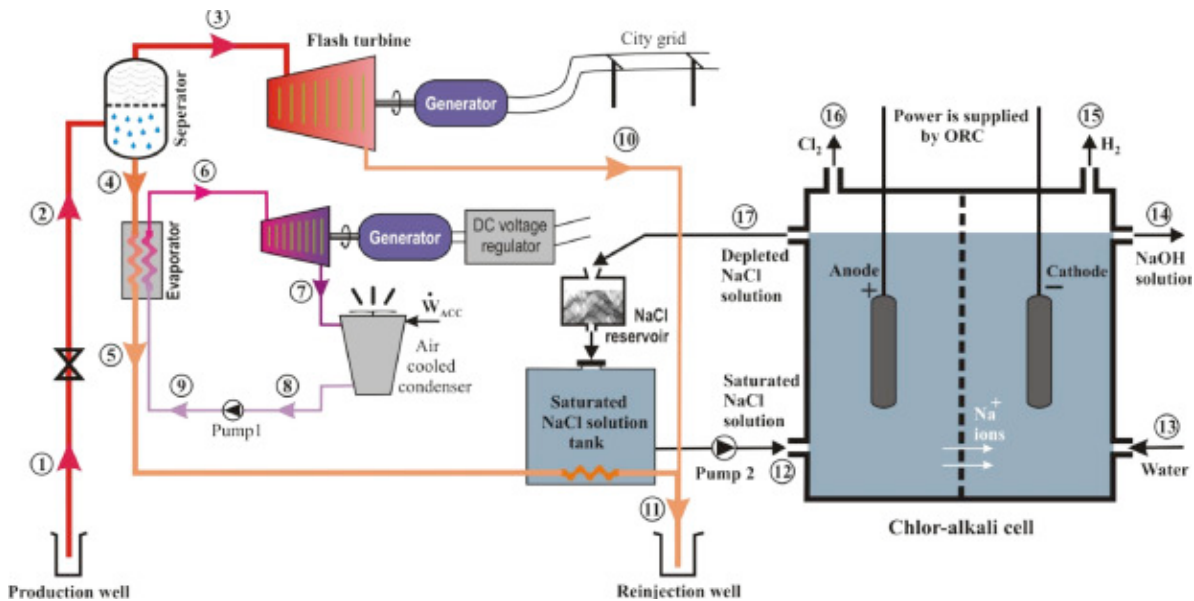 ③
Flash turbine
City grid
Seperator
Generator
⑯
Power is supplied
by ORC
⑮
Cl₂
H₂
⑩
④
⑥
②
⑰
⑭
Evaporator
Generator
DC voltage
regulator
Depleted
NaCl
solution
Anode
+
Cathode
−
NaOH
solution
⑦
Ẇ_ACC
NaCl
reservoir
⑤
Air
cooled
condenser
⑨
⑧
Pump1
Saturated
NaCl solution
tank
Saturated
NaCl
solution
Na⁺
ions
⑬
①
Pump 2
⑫
Water
⑪
Chlor-alkali cell
Production well
Reinjection well